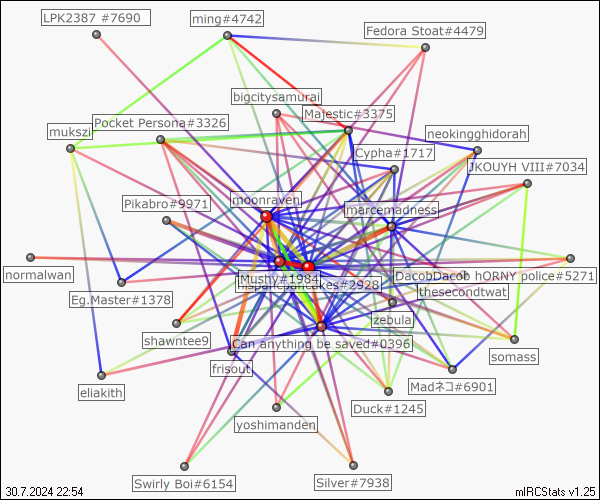 LPK2387 #7690
ming#4742
Fedora Stoat#4479
bigcitysamurai
Majestic#3375
Pocket Persona#3326
mukszi
neokingghidorah
Cypha#1717
JKOUYH VIII#7034
moonraven
Pikabro#9971
marcemadness
normalwan
Mushy#1984
DacobDacob hORNY police#5271
cakes#2928
thesecondtwat
Eg.Master#1378
zebula
shawntee9
Can anything be saved#0396
somass
frisout
eliakith
Madネコ#6901
Duck#1245
yoshimanden
Swirly Boi#6154
Silver#7938
30.7.2024 22:54
mIRCStats v1.25